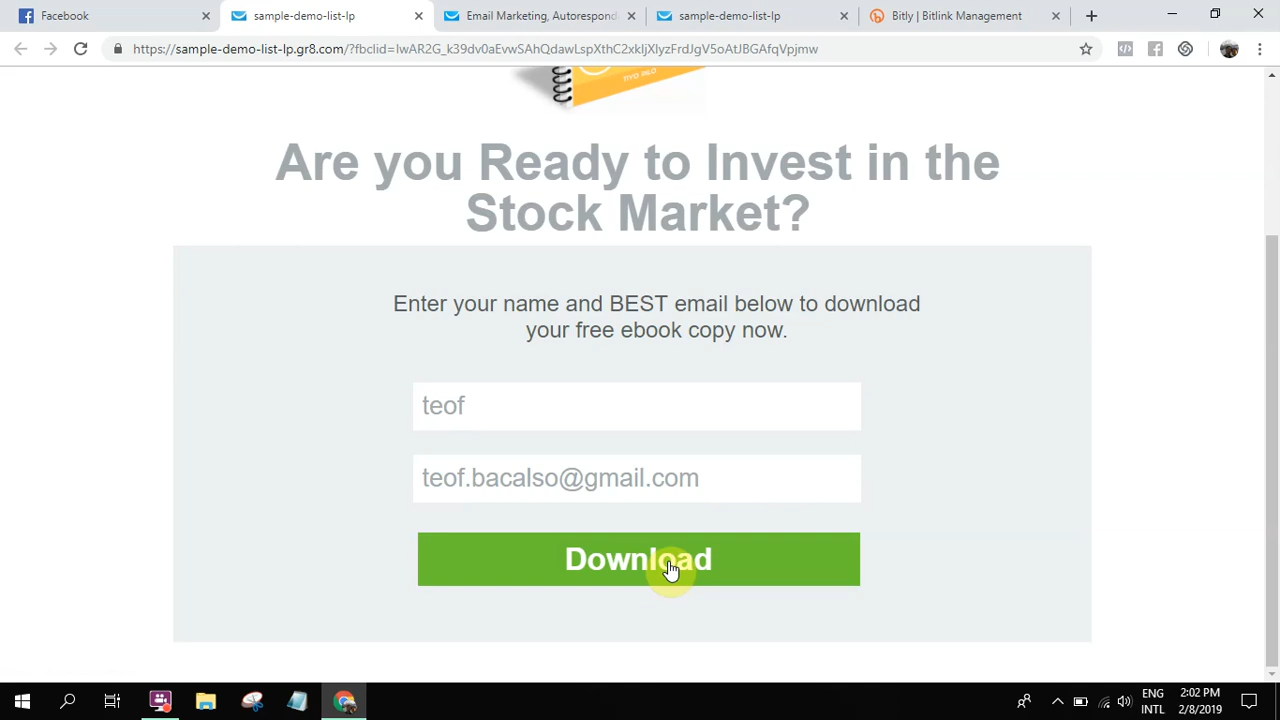 Facebook
sample-demo-list-lp
Email Marketing, Autorespond
sample-demo-list-lp
Bitly | Bitlink Management
https://sample-demo-list-lp.gr8.com/?fbclid=IwAR2G_k39dv0aEvwSAhQdawLspXthC2xkIjXlyzFrdJgV5oAtJBGAfqVpjmw
TIYO PILO
Are you Ready to Invest in the
Stock Market?
Enter your name and BEST email below to download
your free ebook copy now.
teof
teof.bacalso@gmail.com
Download
ENG
INTL
2:02 PM
2/8/2019